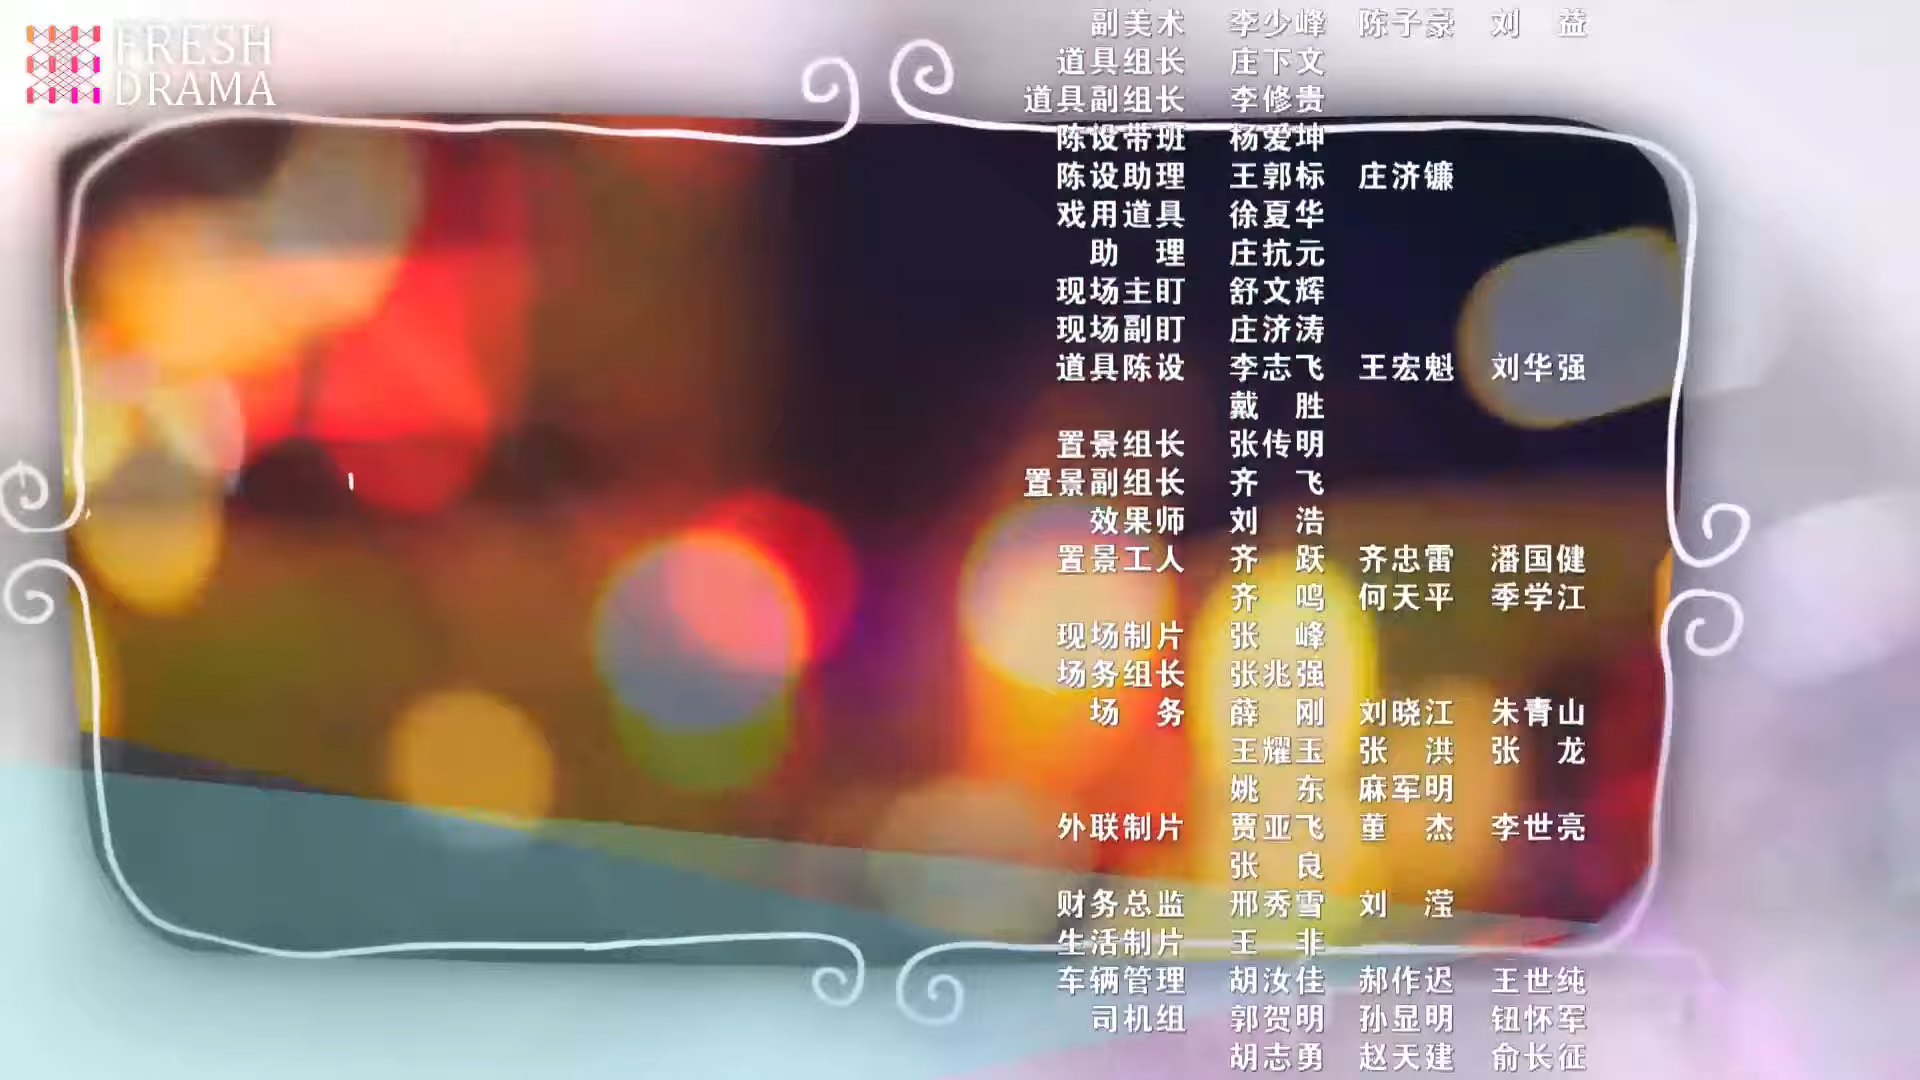 FRESH
DRAMA
副美术 李少峰 陈子豪 刘 益
道具组长 庄下文
道具副组长 李修贵
陈设带班 杨爱坤
陈设助理 王郭标 庄济镰
戏用道具 徐夏华
助 理 庄抗元
现场主盯 舒文辉
现场副盯 庄济涛
道具陈设 李志飞 王宏魁 刘华强
戴 胜
置景组长 张传明
置景副组长 齐 飞
效果师 刘 浩
置景工人 齐 跃 齐忠雷 潘国健
齐 鸣 何天平 季学江
现场制片 张 峰
场务组长 张兆强
场 务 薛 刚 刘晓江 朱青山
王耀玉 张 洪 张 龙
姚 东 麻军明
外联制片 贾亚飞 董 杰 李世亮
张 良
财务总监 邢秀雪 刘 滢
生活制片 王 非
车辆管理 胡汝佳 郝作迟 王世纯
司机组 郭贺明 孙显明 钮怀军
胡志勇 赵天建 俞长征